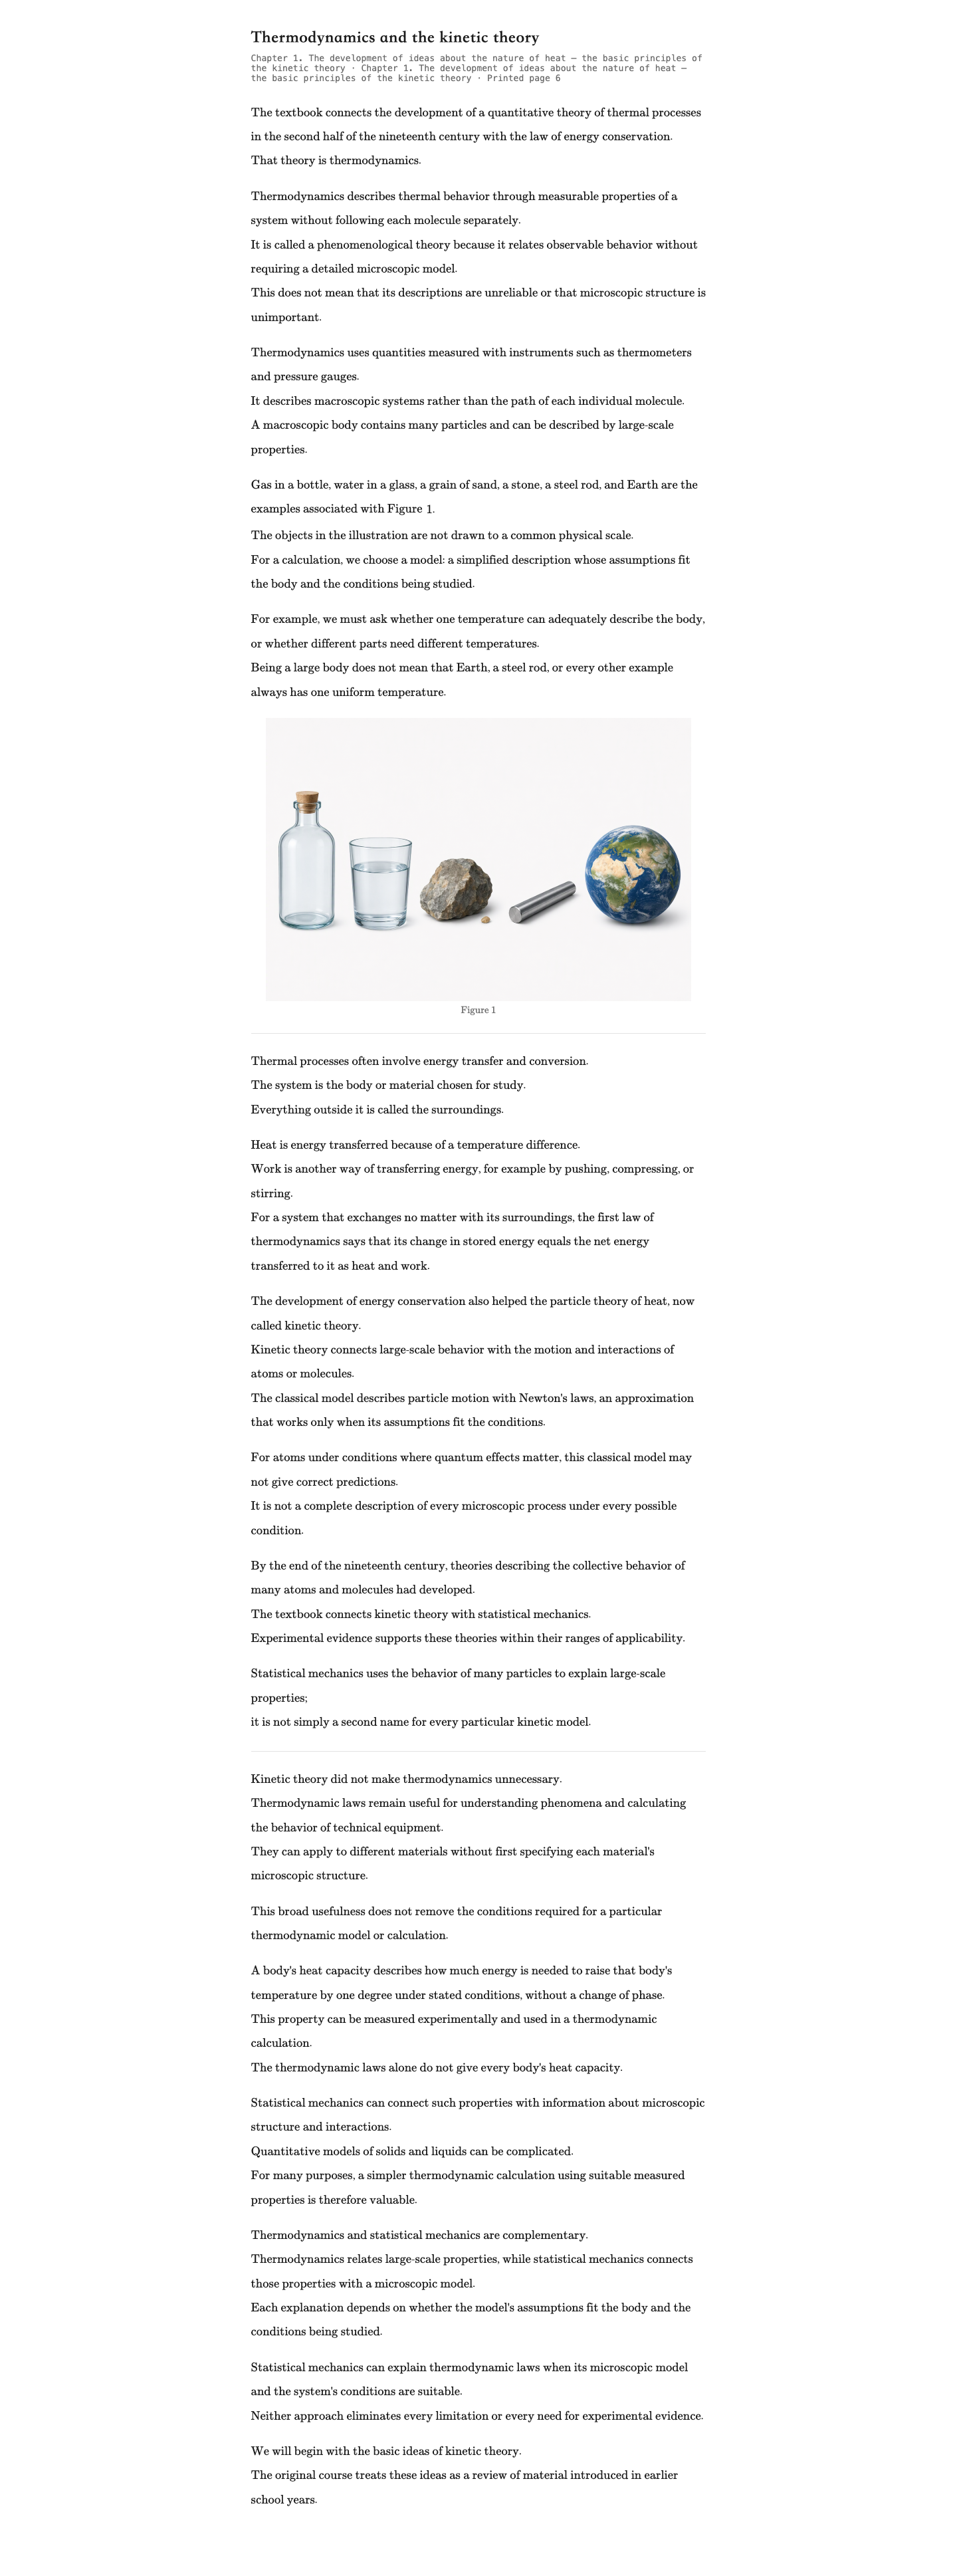 Thermodynamics and the kinetic theory
Chapter 1. The development of ideas about the nature of heat — the basic principles of
the kinetic theory · Chapter 1. The development of ideas about the nature of heat —
the basic principles of the kinetic theory · Printed page 6
The textbook connects the development of a quantitative theory of thermal processes
in the second half of the nineteenth century with the law of energy conservation.
That theory is thermodynamics.
Thermodynamics describes thermal behavior through measurable properties of a
system without following each molecule separately.
It is called a phenomenological theory because it relates observable behavior without
requiring a detailed microscopic model.
This does not mean that its descriptions are unreliable or that microscopic structure is
unimportant.
Thermodynamics uses quantities measured with instruments such as thermometers
and pressure gauges.
It describes macroscopic systems rather than the path of each individual molecule.
A macroscopic body contains many particles and can be described by large-scale
properties.
Gas in a bottle, water in a glass, a grain of sand, a stone, a steel rod, and Earth are the
examples associated with Figure 1.
The objects in the illustration are not drawn to a common physical scale.
For a calculation, we choose a model: a simplified description whose assumptions fit
the body and the conditions being studied.
For example, we must ask whether one temperature can adequately describe the body,
or whether different parts need different temperatures.
Being a large body does not mean that Earth, a steel rod, or every other example
always has one uniform temperature.
Figure 1
Thermal processes often involve energy transfer and conversion.
The system is the body or material chosen for study.
Everything outside it is called the surroundings.
Heat is energy transferred because of a temperature difference.
Work is another way of transferring energy, for example by pushing, compressing, or
stirring.
For a system that exchanges no matter with its surroundings, the first law of
thermodynamics says that its change in stored energy equals the net energy
transferred to it as heat and work.
The development of energy conservation also helped the particle theory of heat, now
called kinetic theory.
Kinetic theory connects large-scale behavior with the motion and interactions of
atoms or molecules.
The classical model describes particle motion with Newton's laws, an approximation
that works only when its assumptions fit the conditions.
For atoms under conditions where quantum effects matter, this classical model may
not give correct predictions.
It is not a complete description of every microscopic process under every possible
condition.
By the end of the nineteenth century, theories describing the collective behavior of
many atoms and molecules had developed.
The textbook connects kinetic theory with statistical mechanics.
Experimental evidence supports these theories within their ranges of applicability.
Statistical mechanics uses the behavior of many particles to explain large-scale
properties;
it is not simply a second name for every particular kinetic model.
Kinetic theory did not make thermodynamics unnecessary.
Thermodynamic laws remain useful for understanding phenomena and calculating
the behavior of technical equipment.
They can apply to different materials without first specifying each material's
microscopic structure.
This broad usefulness does not remove the conditions required for a particular
thermodynamic model or calculation.
A body's heat capacity describes how much energy is needed to raise that body's
temperature by one degree under stated conditions, without a change of phase.
This property can be measured experimentally and used in a thermodynamic
calculation.
The thermodynamic laws alone do not give every body's heat capacity.
Statistical mechanics can connect such properties with information about microscopic
structure and interactions.
Quantitative models of solids and liquids can be complicated.
For many purposes, a simpler thermodynamic calculation using suitable measured
properties is therefore valuable.
Thermodynamics and statistical mechanics are complementary.
Thermodynamics relates large-scale properties, while statistical mechanics connects
those properties with a microscopic model.
Each explanation depends on whether the model's assumptions fit the body and the
conditions being studied.
Statistical mechanics can explain thermodynamic laws when its microscopic model
and the system's conditions are suitable.
Neither approach eliminates every limitation or every need for experimental evidence.
We will begin with the basic ideas of kinetic theory.
The original course treats these ideas as a review of material introduced in earlier
school years.